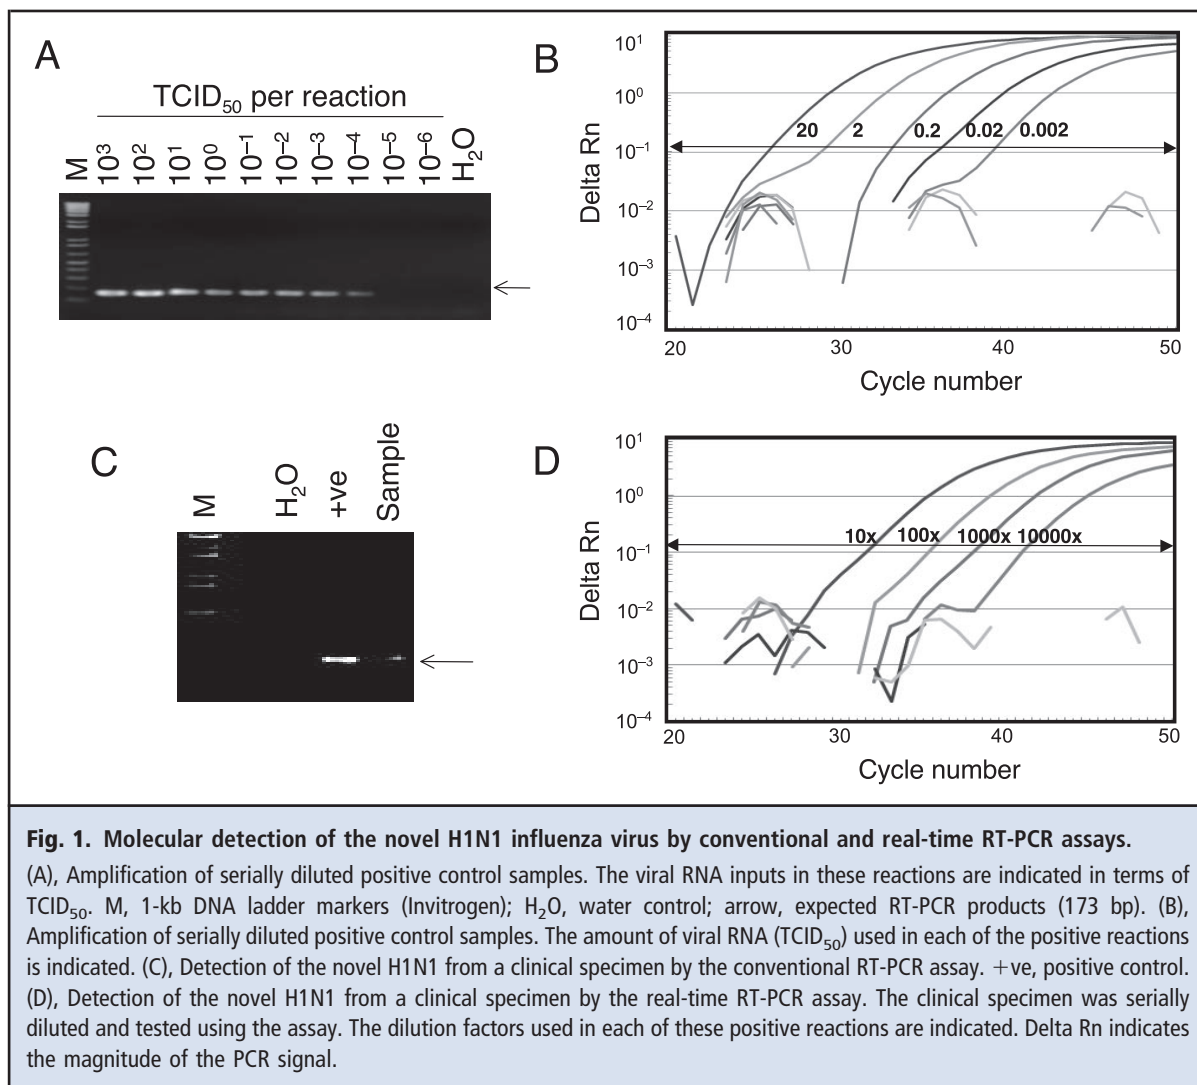 A
TCID₅₀ per reaction
M 10³ 10² 10¹ 10⁰ 10⁻¹ 10⁻² 10⁻³ 10⁻⁴ 10⁻⁵ 10⁻⁶ H₂O
B
Delta Rn
10¹
10⁰
10⁻¹
10⁻²
10⁻³
10⁻⁴
20 2 0.2 0.02 0.002
20 30 40 50
Cycle number
C
M H₂O +ve Sample
D
Delta Rn
10¹
10⁰
10⁻¹
10⁻²
10⁻³
10⁻⁴
10x 100x 1000x 10000x
20 30 40 50
Cycle number
Fig. 1. Molecular detection of the novel H1N1 influenza virus by conventional and real-time RT-PCR assays.
(A), Amplification of serially diluted positive control samples. The viral RNA inputs in these reactions are indicated in terms of
TCID₅₀. M, 1-kb DNA ladder markers (Invitrogen); H₂O, water control; arrow, expected RT-PCR products (173 bp). (B),
Amplification of serially diluted positive control samples. The amount of viral RNA (TCID₅₀) used in each of the positive reactions
is indicated. (C), Detection of the novel H1N1 from a clinical specimen by the conventional RT-PCR assay. +ve, positive control.
(D), Detection of the novel H1N1 from a clinical specimen by the real-time RT-PCR assay. The clinical specimen was serially
diluted and tested using the assay. The dilution factors used in each of these positive reactions are indicated. Delta Rn indicates
the magnitude of the PCR signal.